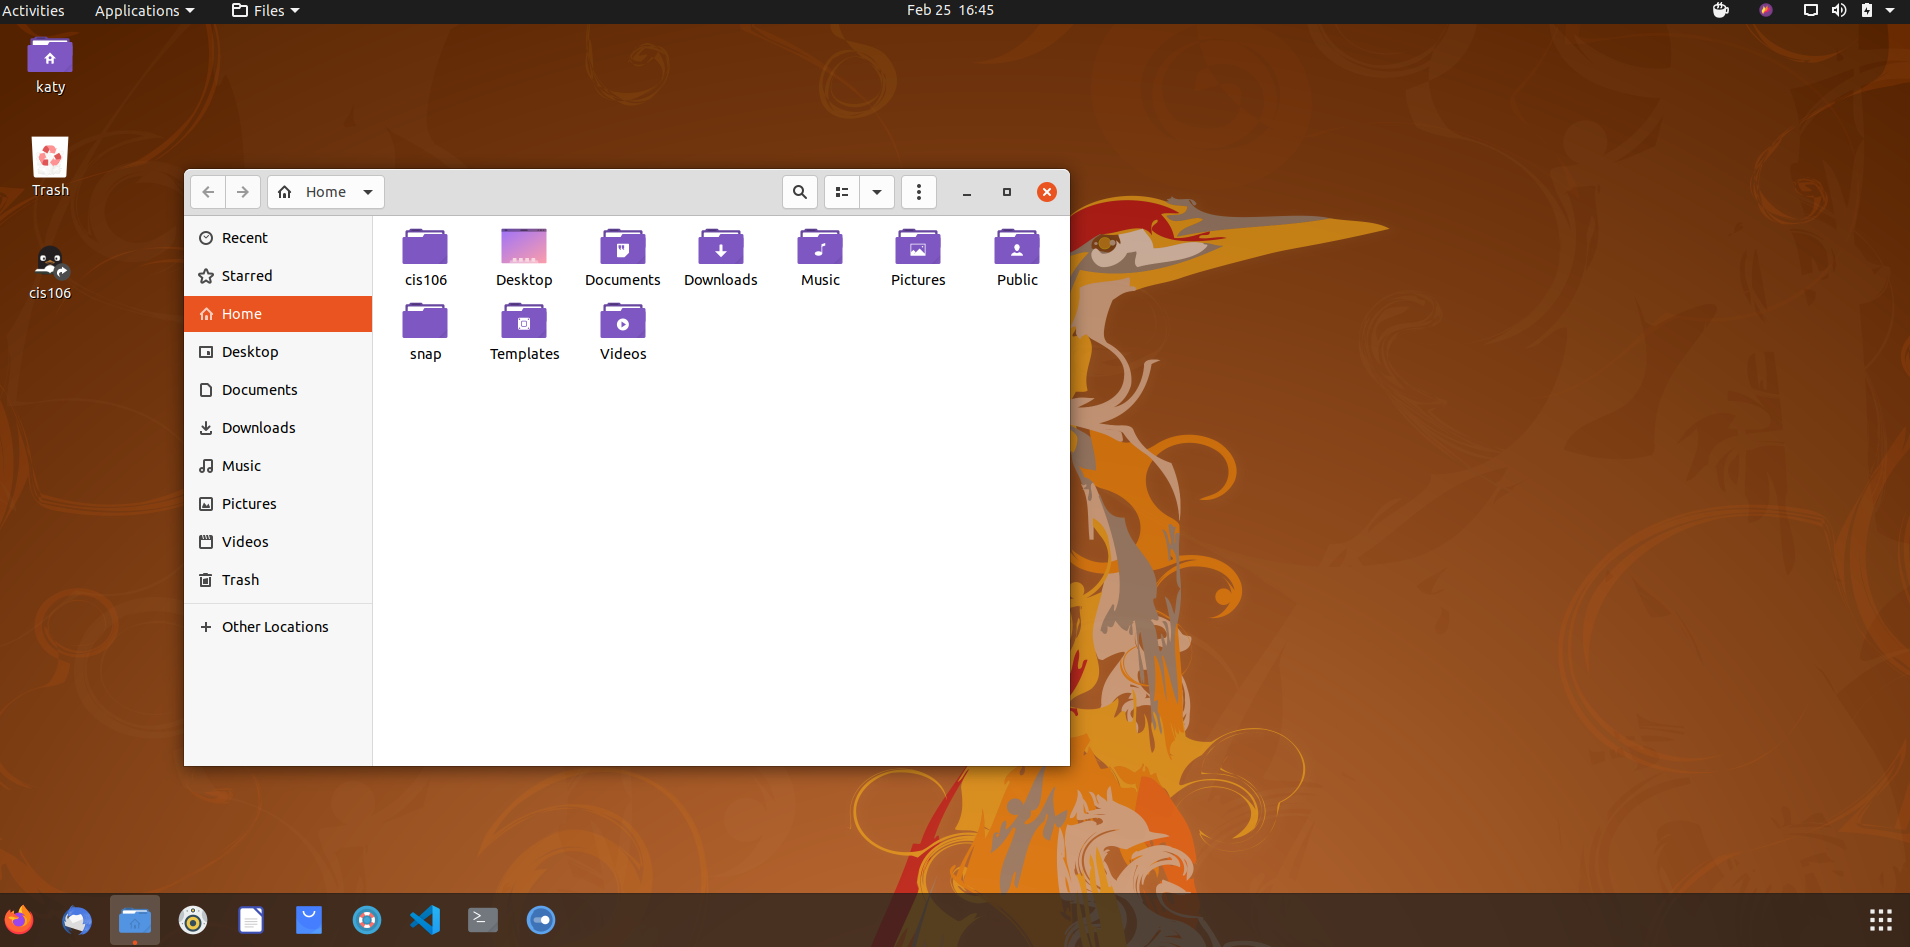 Activities Applications Files Feb 25 16:45
katy
Trash
cis106
Home
Recent
Starred
Home
Desktop
Documents
Downloads
Music
Pictures
Videos
Trash
Other Locations
cis106 Desktop Documents Downloads Music Pictures Public
snap Templates Videos